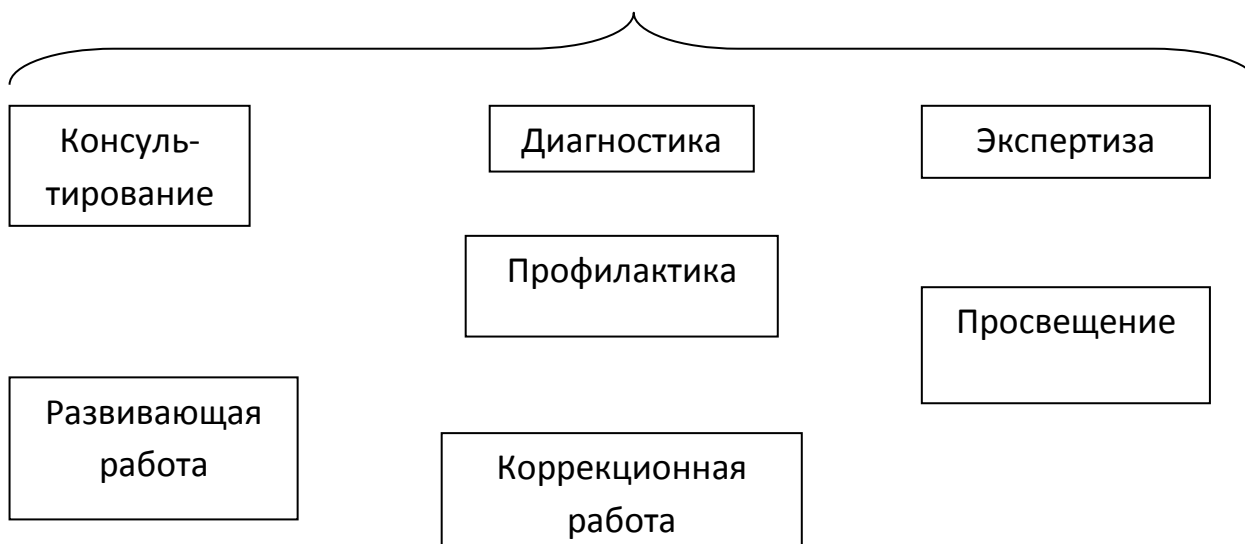 Консуль-
тирование
Диагностика
Экспертиза
Профилактика
Просвещение
Развивающая
работа
Коррекционная
работа